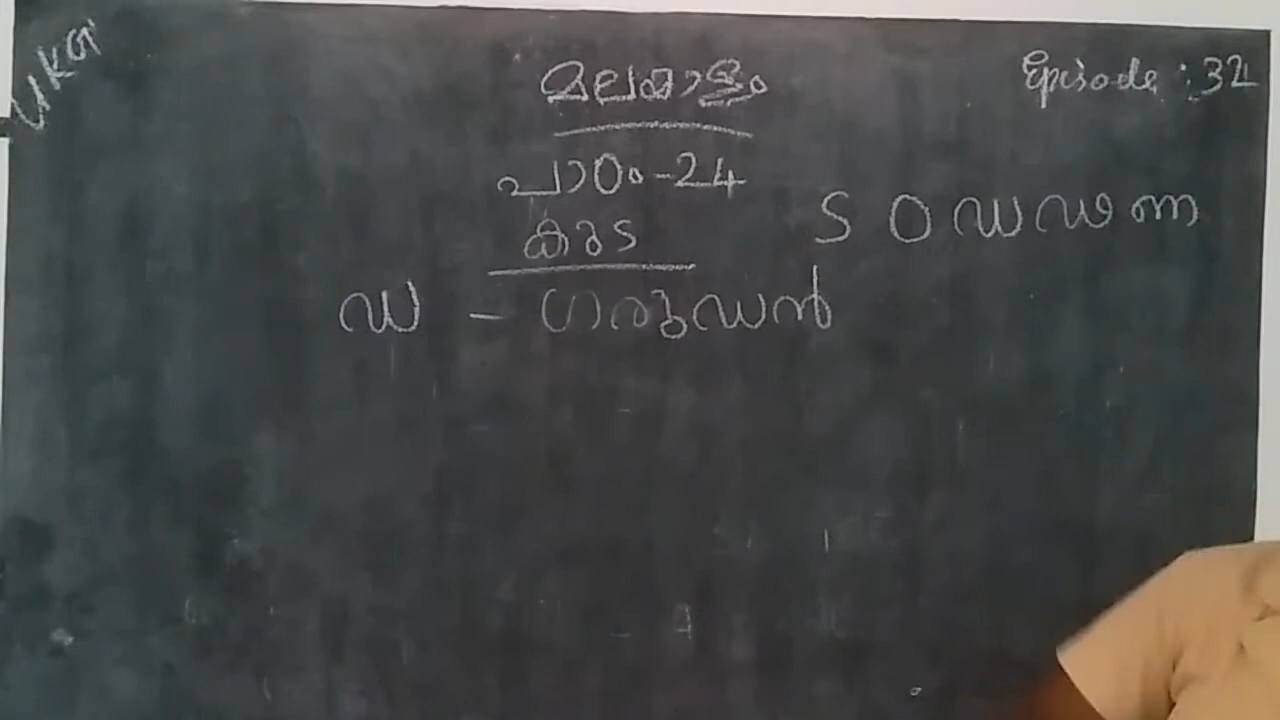 UKG
മലയാളം
Episode : 32
പാഠം-24
കുട
ട ഠ ഡ ഢ ണ
ഡ - ഗരുഡൻ